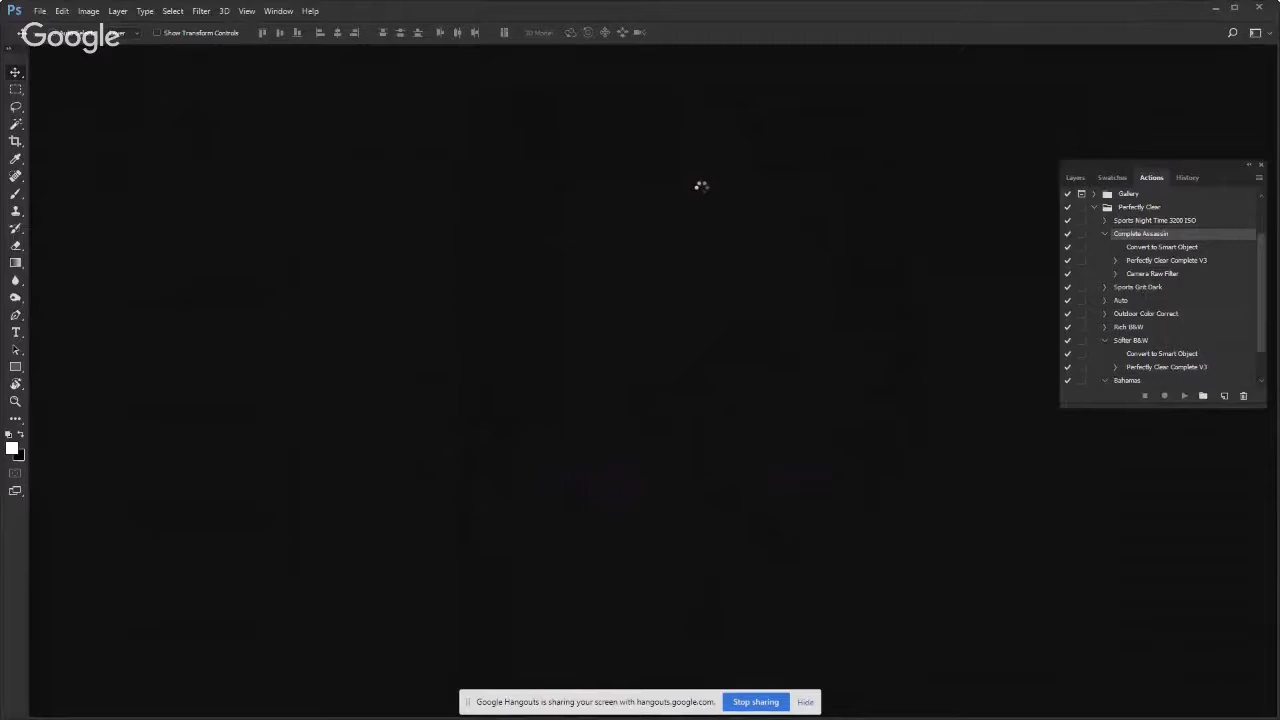 Ps File Edit Image Layer Type Select Filter 3D View Window Help
Google
Show Transform Controls
3D Mode:
Layers Swatches Actions History
Gallery
Perfectly Clear
Sports Night Time 3200 ISO
Complete Assassin
Convert to Smart Object
Perfectly Clear Complete V3
Camera Raw Filter
Sports Grit Dark
Auto
Outdoor Color Correct
Rich B&W
Softer B&W
Convert to Smart Object
Perfectly Clear Complete V3
Bahamas
Google Hangouts is sharing your screen with hangouts.google.com. Stop sharing Hide